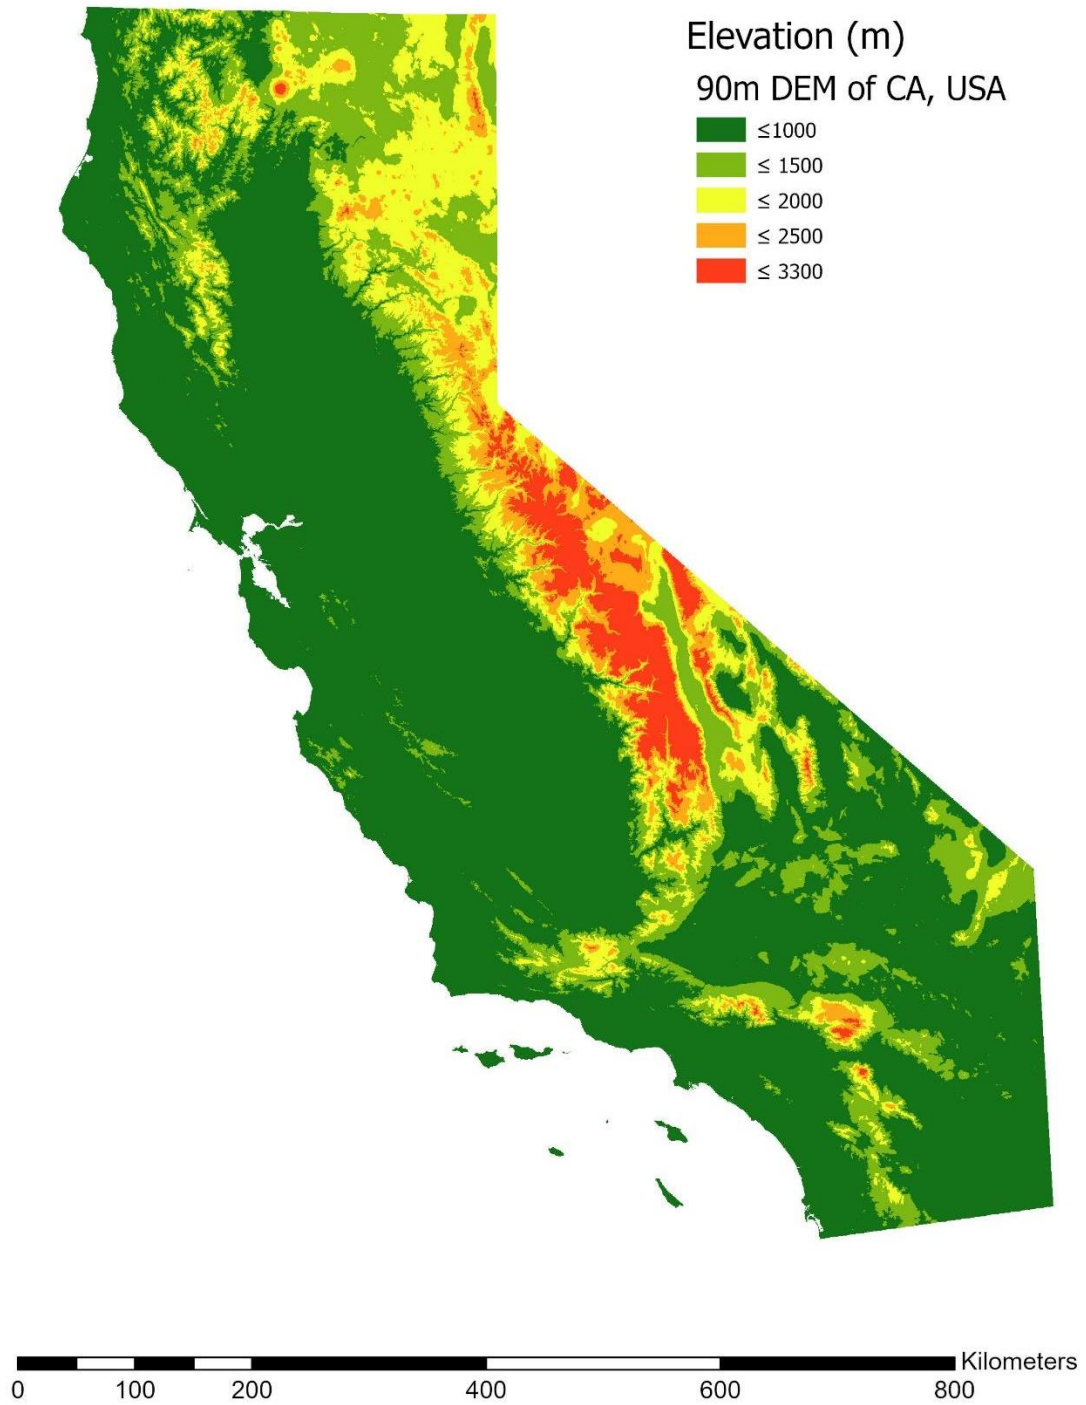 Elevation (m)
90m DEM of CA, USA
≤1000
≤ 1500
≤ 2000
≤ 2500
≤ 3300
Kilometers
0 100 200 400 600 800